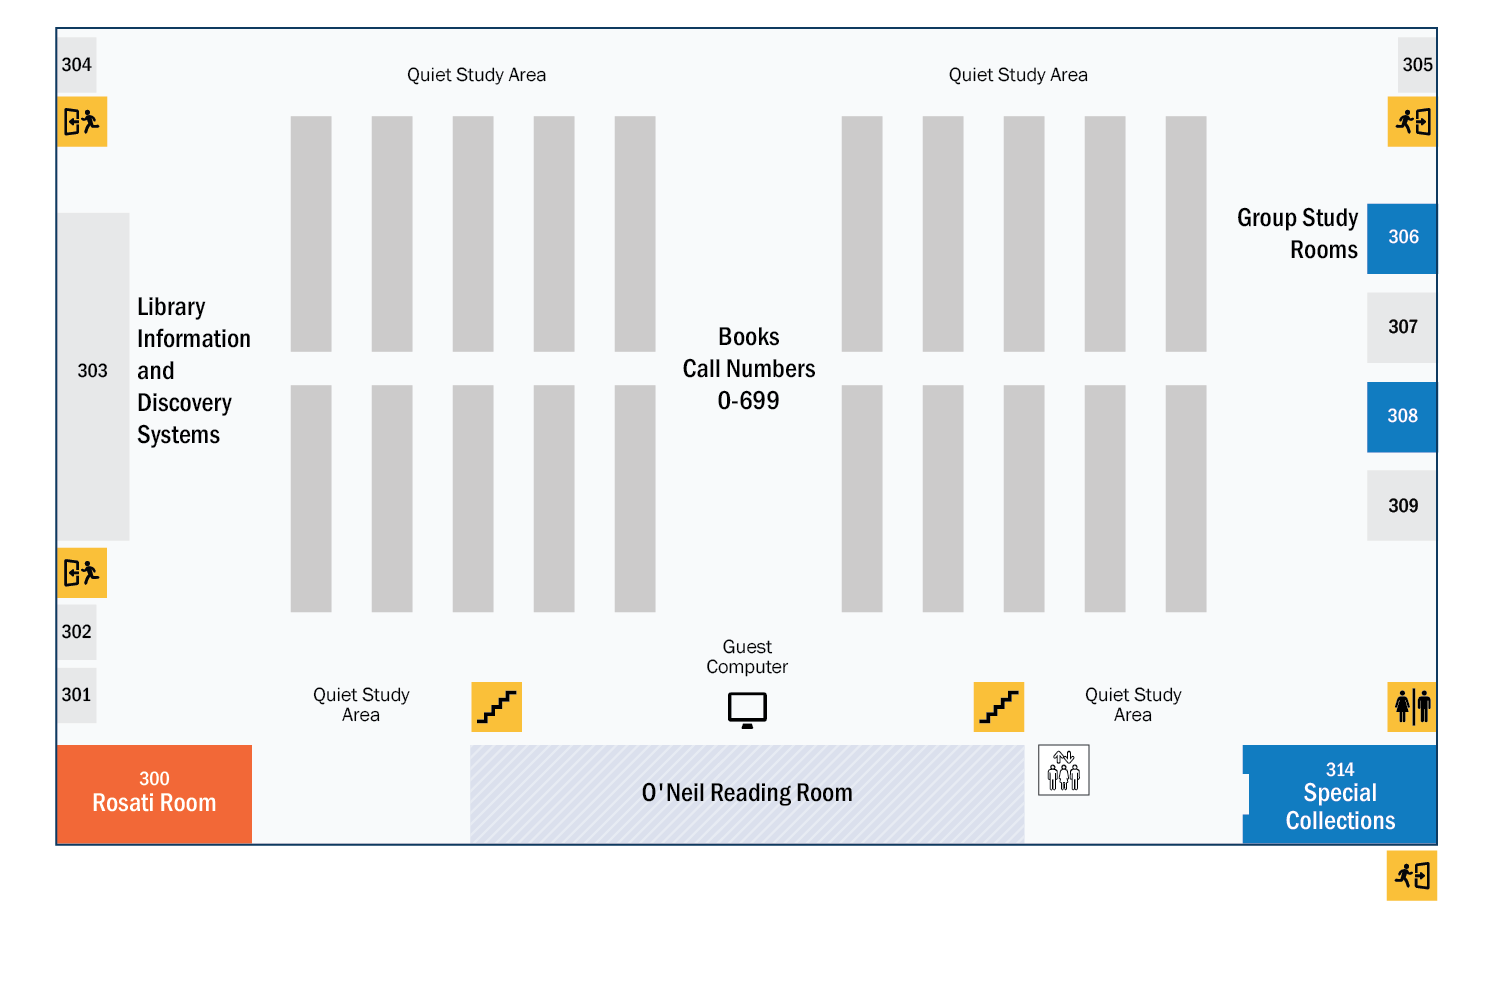 304
Quiet Study Area
Quiet Study Area
305
Group Study
Rooms
306
Library
Information
and
Discovery
Systems
303
Books
Call Numbers
0-699
307
308
309
302
301
Guest
Computer
Quiet Study
Area
Quiet Study
Area
300
Rosati Room
O'Neil Reading Room
314
Special
Collections